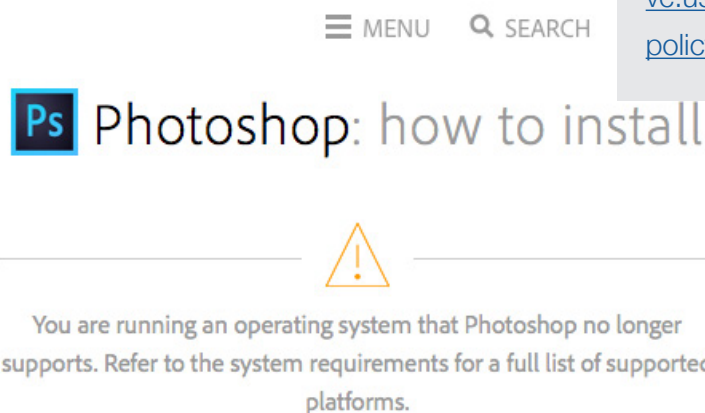 MENU SEARCH
polic
Ps Photoshop: how to install
You are running an operating system that Photoshop no longer
supports. Refer to the system requirements for a full list of supported
platforms.